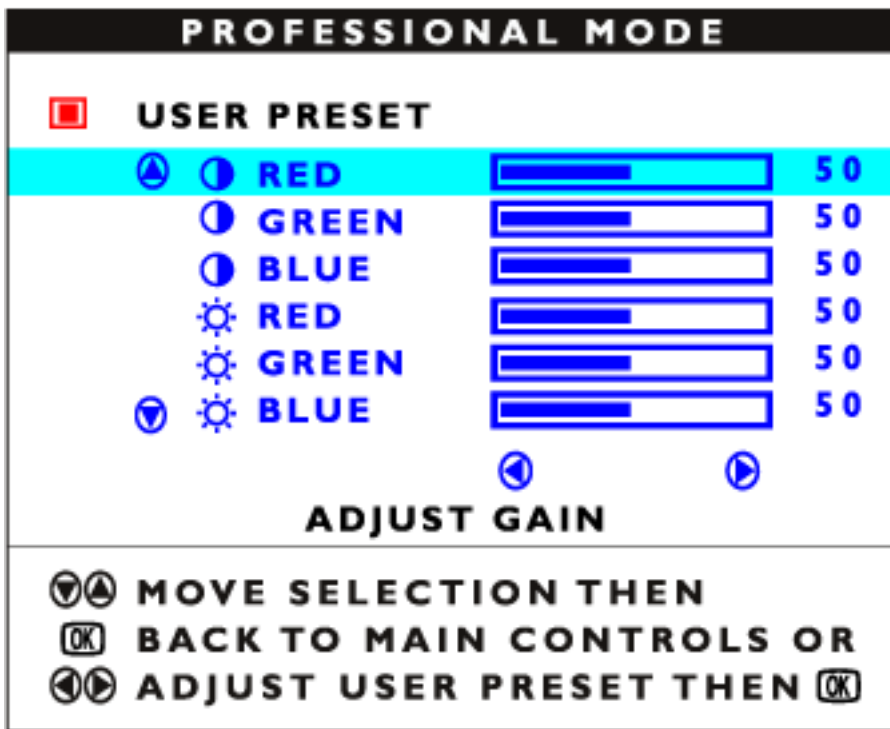 PROFESSIONAL MODE
USER PRESET
RED 50
GREEN 50
BLUE 50
RED 50
GREEN 50
BLUE 50
ADJUST GAIN
MOVE SELECTION THEN
OK BACK TO MAIN CONTROLS OR
ADJUST USER PRESET THEN OK